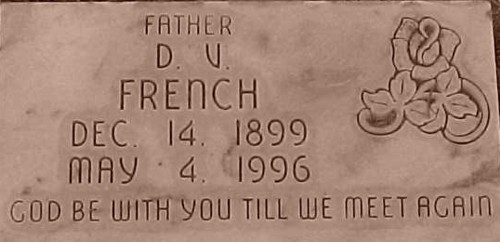 FATHER
D. V.
FRENCH
DEC. 14. 1899
MAY 4. 1996
GOD BE WITH YOU TILL WE MEET AGAIN